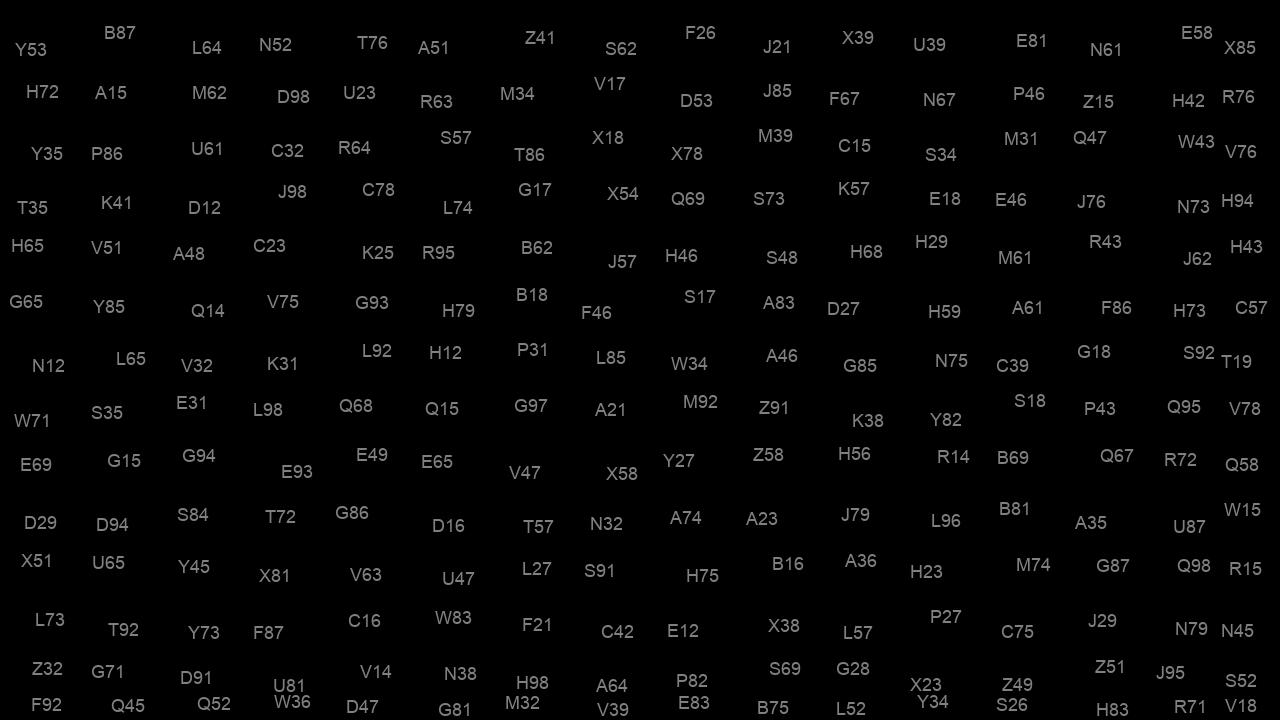 Y53 B87 L64 N52 T76 A51 Z41 S62 F26 J21 X39 U39 E81 N61 E58 X85
H72 A15 M62 D98 U23 R63 M34 V17 D53 J85 F67 N67 P46 Z15 H42 R76
Y35 P86 U61 C32 R64 S57 T86 X18 X78 M39 C15 S34 M31 Q47 W43 V76
T35 K41 D12 J98 C78 L74 G17 X54 Q69 S73 K57 E18 E46 J76 N73 H94
H65 V51 A48 C23 K25 R95 B62 J57 H46 S48 H68 H29 M61 R43 J62 H43
G65 Y85 Q14 V75 G93 H79 B18 F46 S17 A83 D27 H59 A61 F86 H73 C57
N12 L65 V32 K31 L92 H12 P31 L85 W34 A46 G85 N75 C39 G18 S92 T19
W71 S35 E31 L98 Q68 Q15 G97 A21 M92 Z91 K38 Y82 S18 P43 Q95 V78
E69 G15 G94 E93 E49 E65 V47 X58 Y27 Z58 H56 R14 B69 Q67 R72 Q58
D29 D94 S84 T72 G86 D16 T57 N32 A74 A23 J79 L96 B81 A35 U87 W15
X51 U65 Y45 X81 V63 U47 L27 S91 H75 B16 A36 H23 M74 G87 Q98 R15
L73 T92 Y73 F87 C16 W83 F21 C42 E12 X38 L57 P27 C75 J29 N79 N45
Z32 G71 D91 U81 V14 N38 H98 A64 P82 S69 G28 X23 Z49 Z51 J95 S52
F92 Q45 Q52 W36 D47 G81 M32 V39 E83 B75 L52 Y34 S26 H83 R71 V18